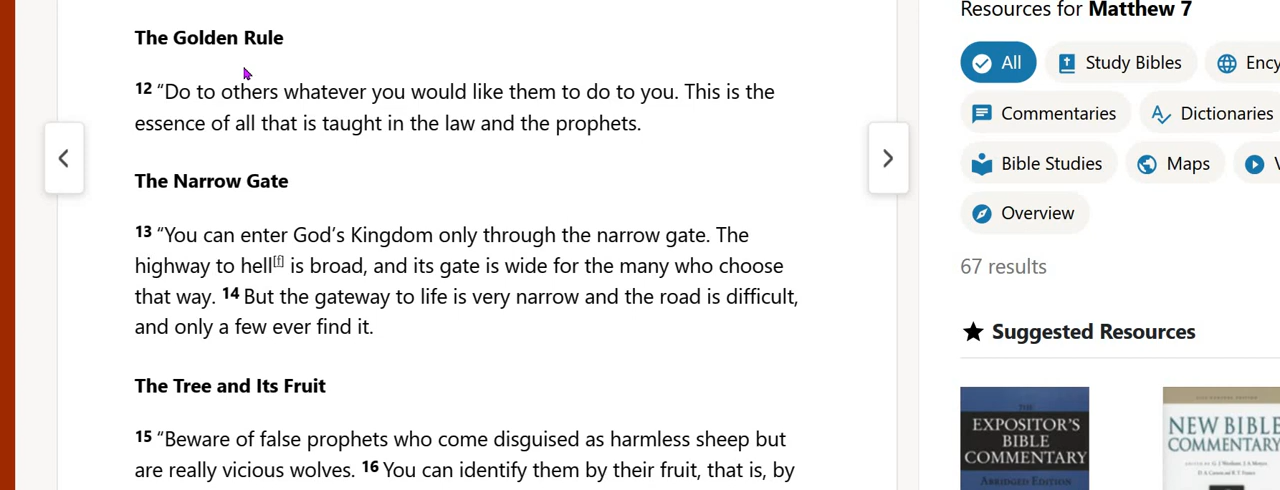 The Golden Rule
12 “Do to others whatever you would like them to do to you. This is the
essence of all that is taught in the law and the prophets.
The Narrow Gate
13 “You can enter God’s Kingdom only through the narrow gate. The
highway to hell[f] is broad, and its gate is wide for the many who choose
that way. 14 But the gateway to life is very narrow and the road is difficult,
and only a few ever find it.
The Tree and Its Fruit
15 “Beware of false prophets who come disguised as harmless sheep but
are really vicious wolves. 16 You can identify them by their fruit, that is, by
Resources for Matthew 7
All
Study Bibles
Ency
Commentaries
Dictionaries
Bible Studies
Maps
V
Overview
67 results
Suggested Resources
THE
EXPOSITOR'S
BIBLE
COMMENTARY
ABRIDGED EDITION
NEW BIBLE
COMMENTARY